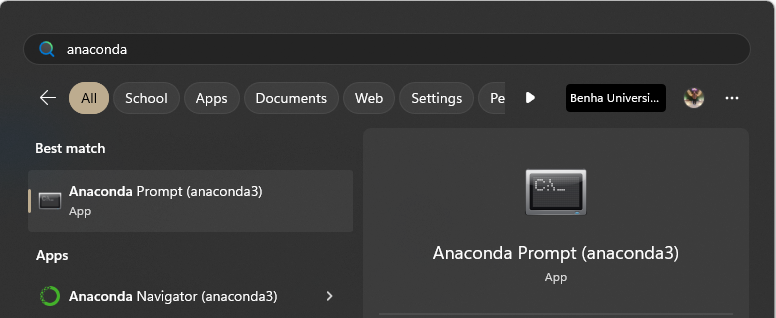 anaconda
All School Apps Documents Web Settings Pe Benha Universi... ...
Best match
Anaconda Prompt (anaconda3)
App
Apps
Anaconda Navigator (anaconda3)
C:\_
Anaconda Prompt (anaconda3)
App